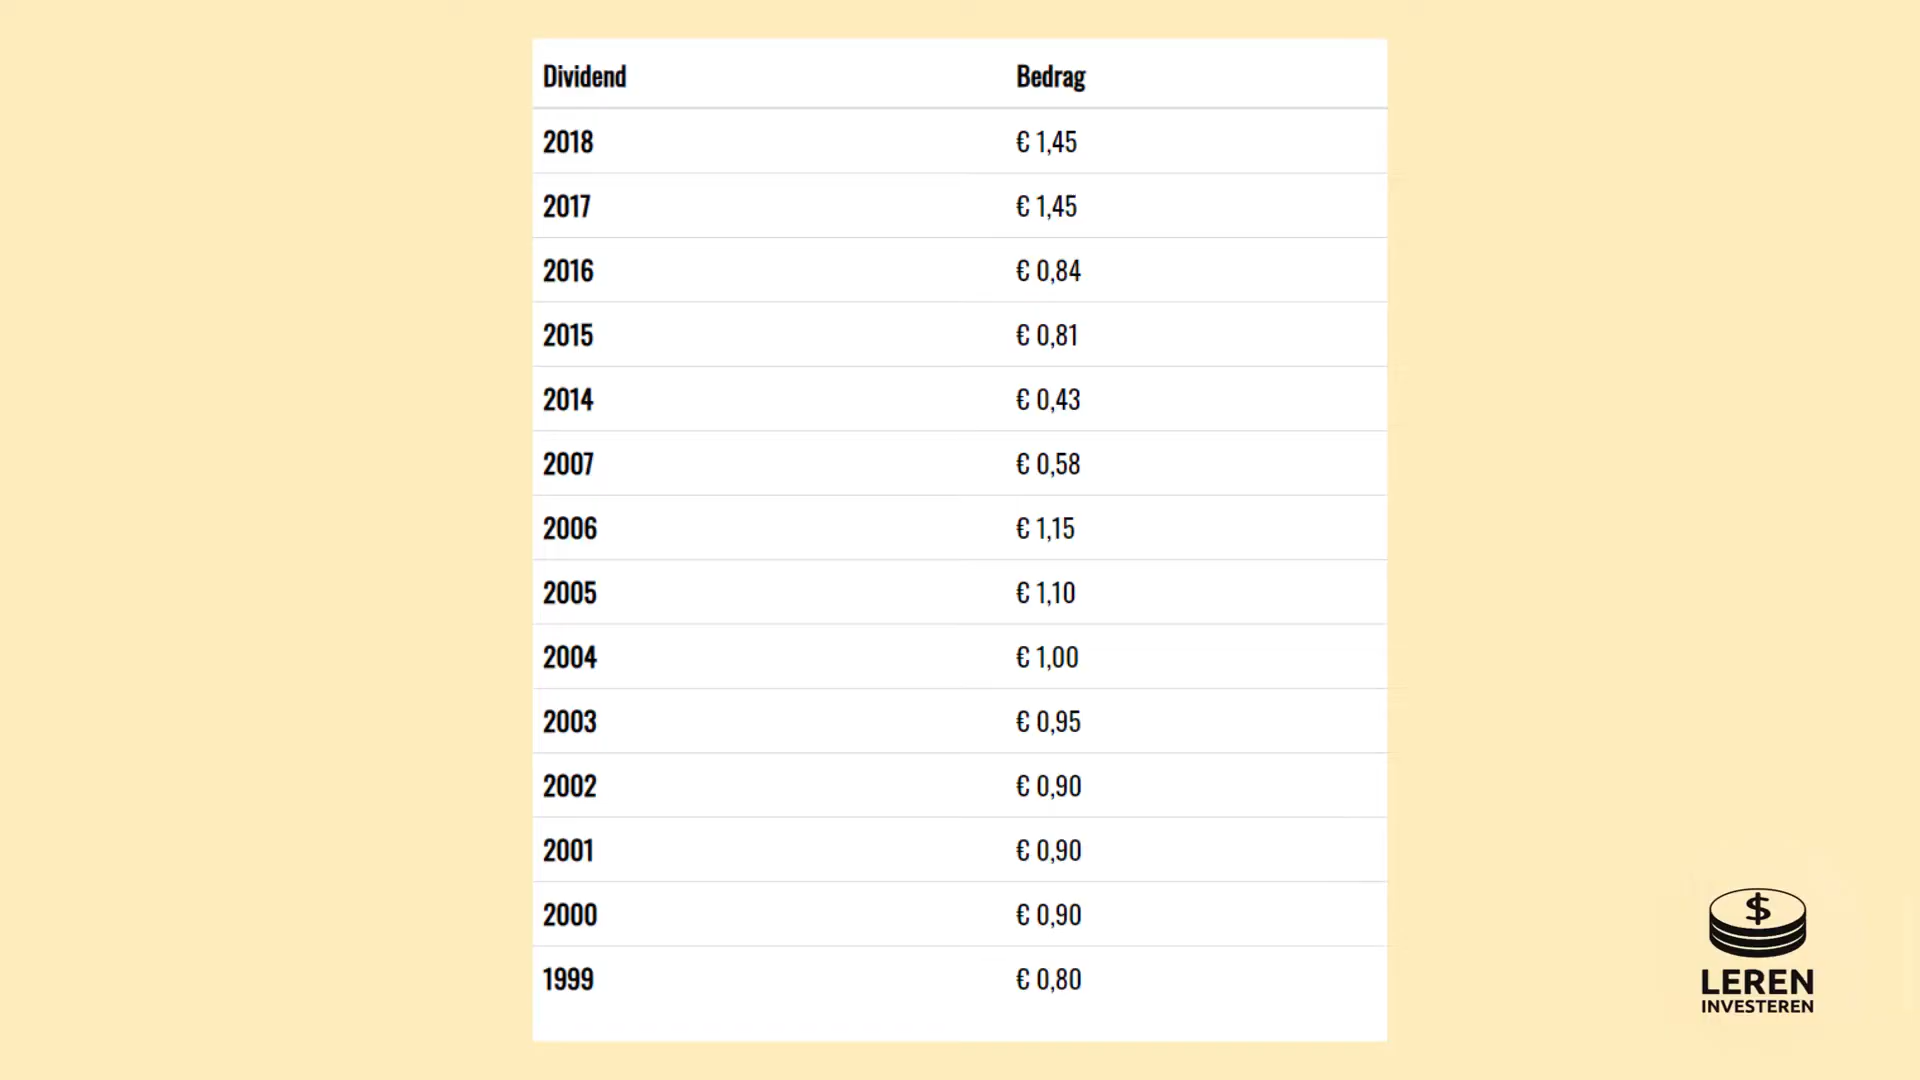 Dividend Bedrag
2018 € 1,45
2017 € 1,45
2016 € 0,84
2015 € 0,81
2014 € 0,43
2007 € 0,58
2006 € 1,15
2005 € 1,10
2004 € 1,00
2003 € 0,95
2002 € 0,90
2001 € 0,90
2000 € 0,90
1999 € 0,80
$
LEREN
INVESTEREN